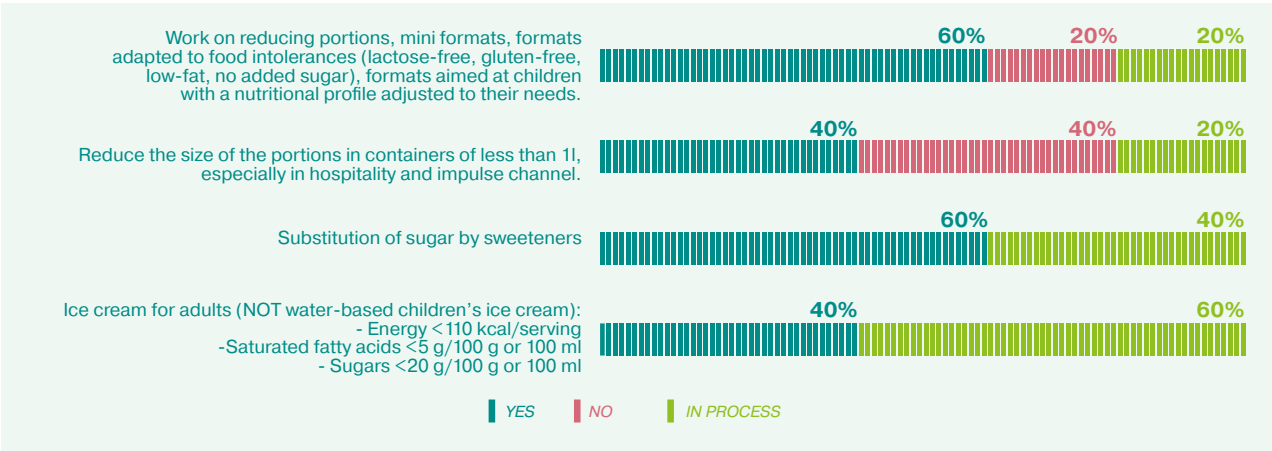 60%
20%
20%
Work on reducing portions, mini formats, formats
adapted to food intolerances (lactose-free, gluten-free,
low-fat, no added sugar), formats aimed at children
with a nutritional profile adjusted to their needs.
40%
40%
20%
Reduce the size of the portions in containers of less than 1l,
especially in hospitality and impulse channel.
60%
40%
Substitution of sugar by sweeteners
40%
60%
Ice cream for adults (NOT water-based children's ice cream):
- Energy <110 kcal/serving
-Saturated fatty acids <5 g/100 g or 100 ml
- Sugars <20 g/100 g or 100 ml
YES
NO
IN PROCESS